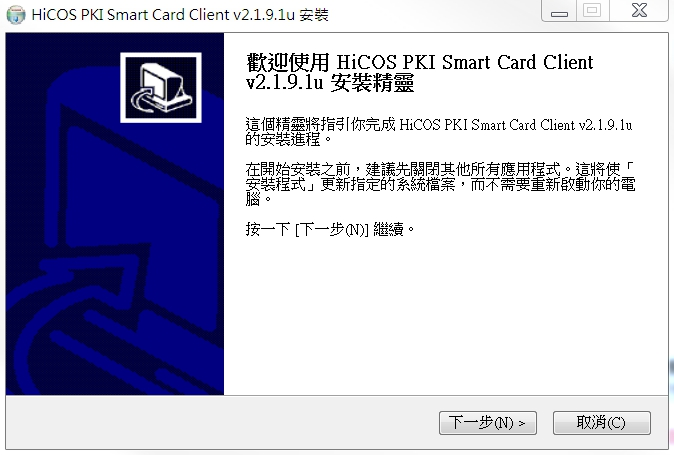 HiCOS PKI Smart Card Client v2.1.9.1u 安裝
歡迎使用 HiCOS PKI Smart Card Client
v2.1.9.1u 安裝精靈
這個精靈將指引你完成 HiCOS PKI Smart Card Client v2.1.9.1u
的安裝進程。
在開始安裝之前，建議先關閉其他所有應用程式。這將使「
安裝程式」更新指定的系統檔案，而不需要重新啟動你的電
腦。
按一下 [下一步(N)] 繼續。
下一步(N) >
取消(C)